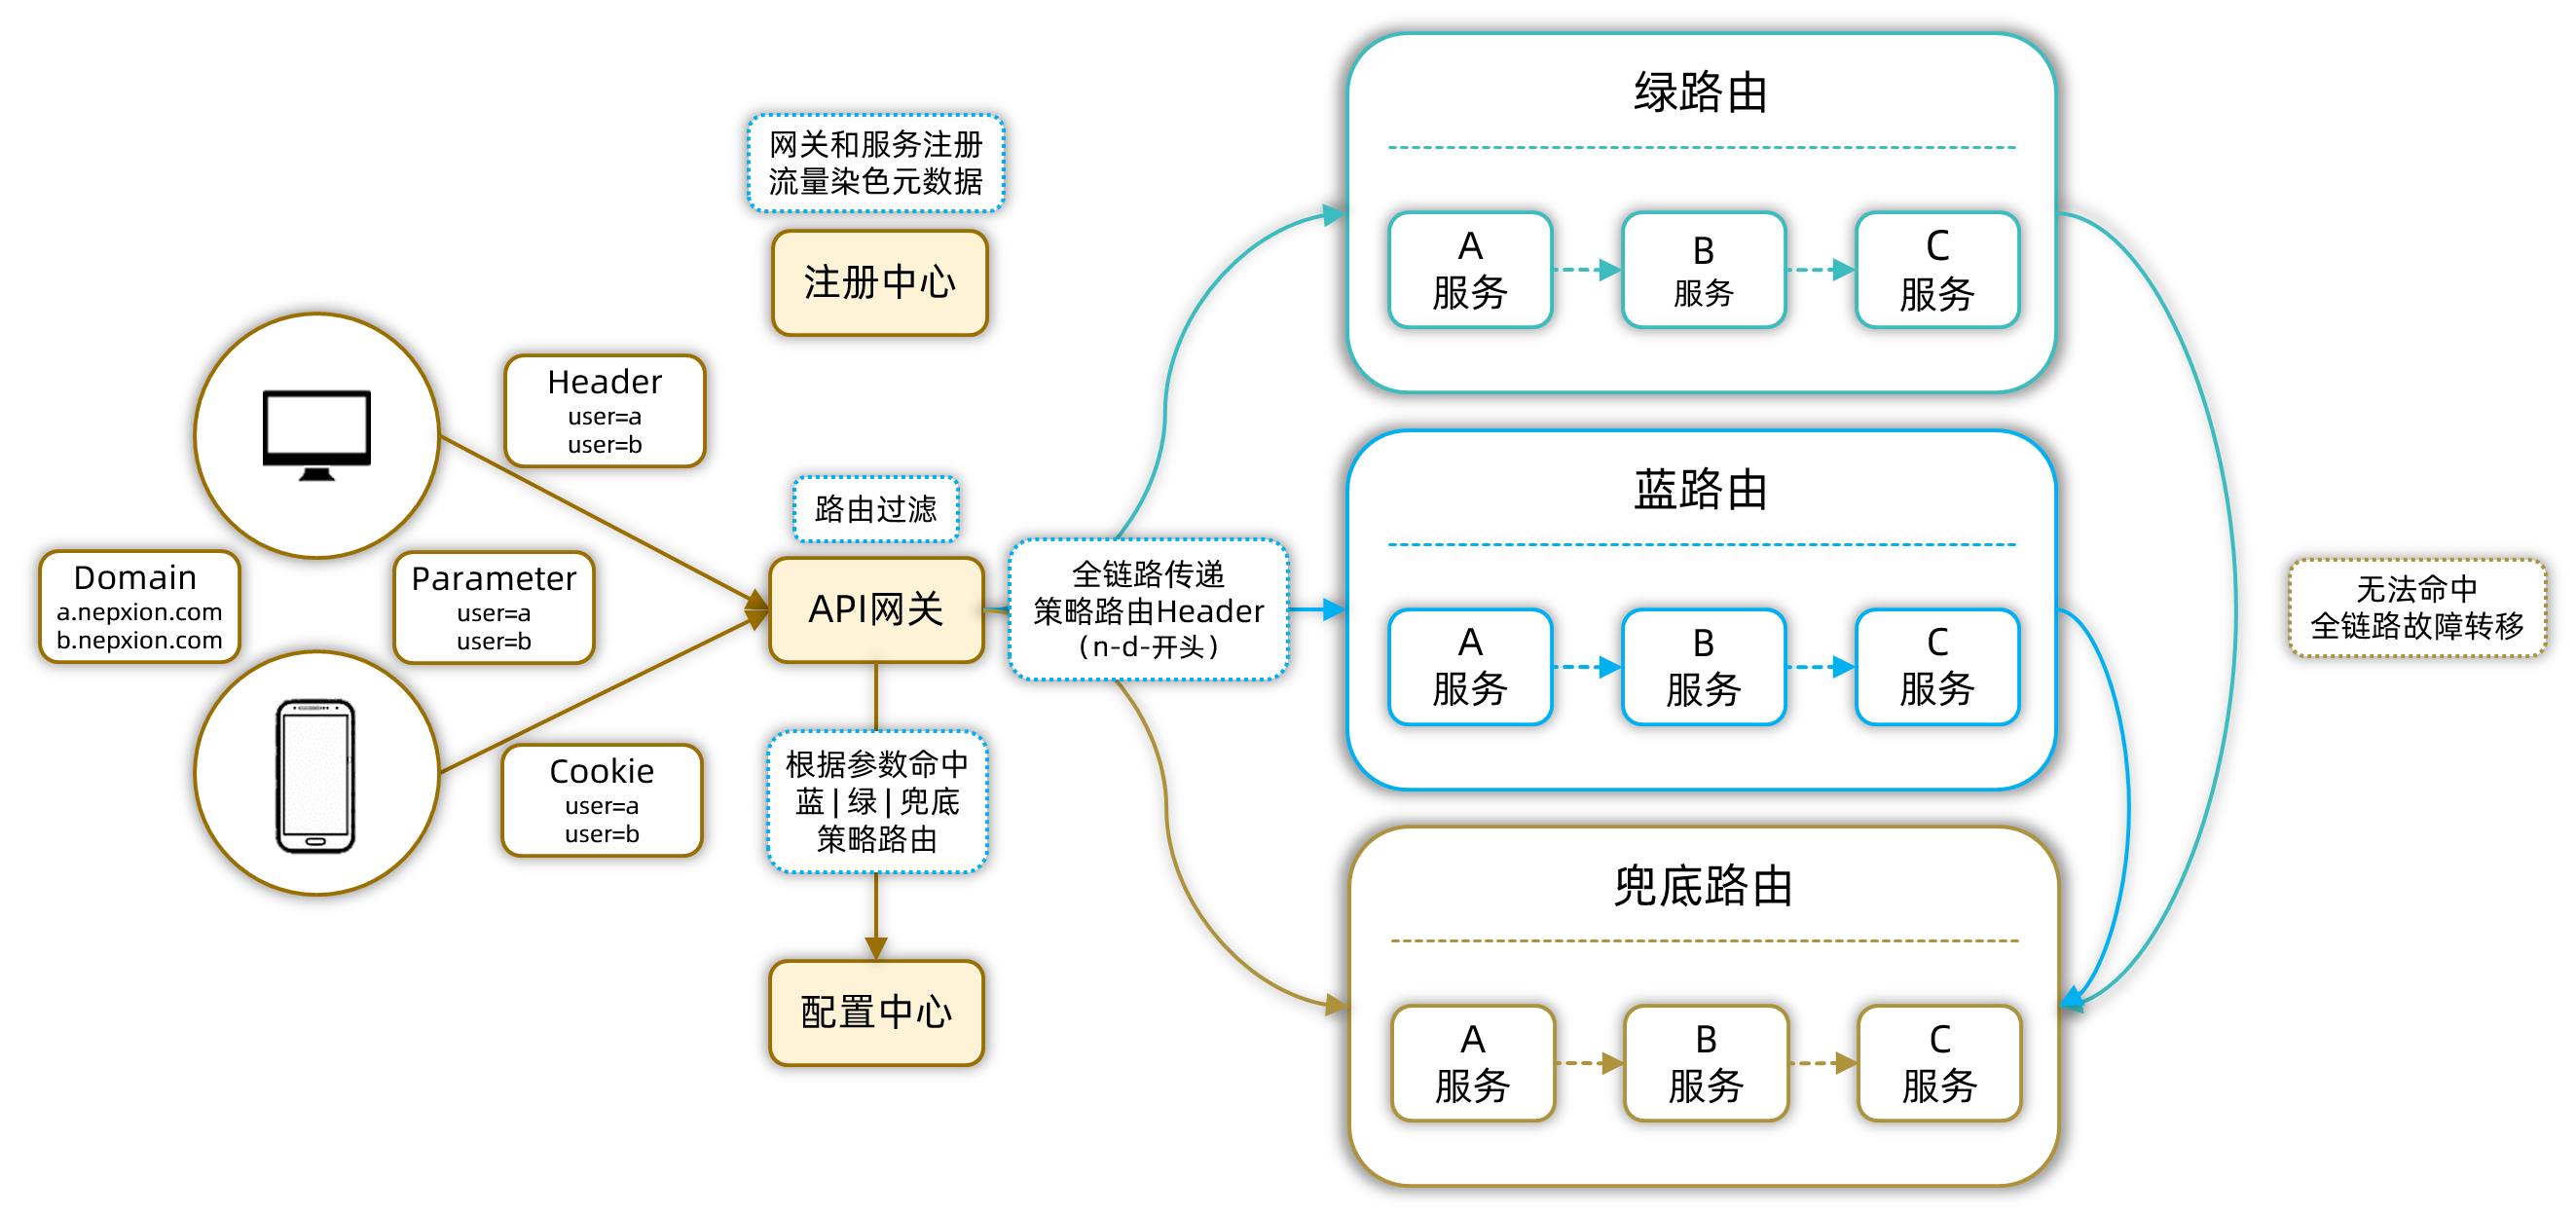 Domain
a.nepxion.com
b.nepxion.com
Header
user=a
user=b
Parameter
user=a
user=b
Cookie
user=a
user=b
网关和服务注册
流量染色元数据
注册中心
路由过滤
API网关
根据参数命中
蓝 | 绿 | 兜底
策略路由
配置中心
全链路传递
策略路由Header
(n-d-开头)
绿路由
A
服务
B
服务
C
服务
蓝路由
A
服务
B
服务
C
服务
兜底路由
A
服务
B
服务
C
服务
无法命中
全链路故障转移